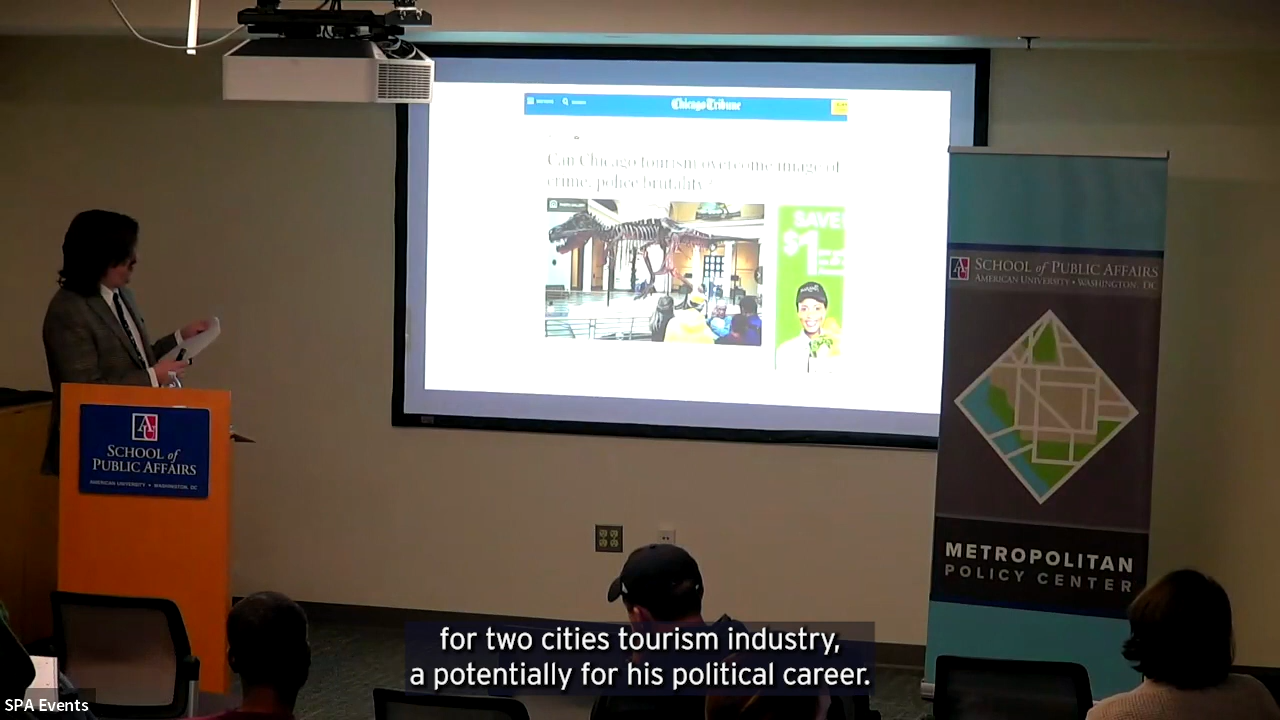 Chicago Tribune
Can Chicago tourism overcome image of
crime, police brutality?
SAVE
$1
SCHOOL of PUBLIC AFFAIRS
AMERICAN UNIVERSITY • WASHINGTON, DC
SCHOOL of
PUBLIC AFFAIRS
AMERICAN UNIVERSITY • WASHINGTON, DC
METROPOLITAN
POLICY CENTER
for two cities tourism industry,
a potentially for his political career.
SPA Events